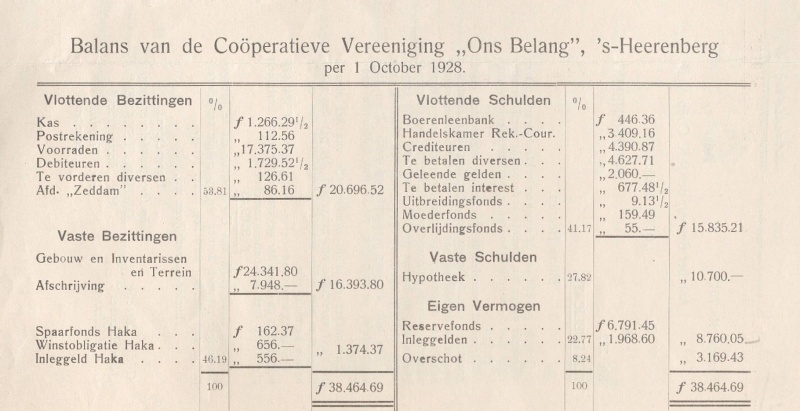 Balans van de Coöperatieve Vereeniging „Ons Belang", 's-Heerenberg
per 1 October 1928.
Vlottende Bezittingen %
Kas . . . . . . . . ƒ 1.266.29½
Postrekening . . . . . „ 112.56
Voorraden . . . . . . „17.375.37
Debiteuren . . . . . . „ 1.729.52½
Te vorderen diversen . . „ 126.61
Afd. „Zeddam" . . . . 53.81 „ 86.16 ƒ 20.696.52
Vaste Bezittingen
Gebouw en Inventarissen
en Terrein ƒ24.341.80
Afschrijving . . . . . „ 7.948.— ƒ 16.393.80
Spaarfonds Haka . . . ƒ 162.37
Winstobligatie Haka . . . „ 656.—
Inleggeld Haka . . . . 46.19 „ 556.— „ 1.374.37
100 ƒ 38.464.69
Vlottende Schulden %
Boerenleenbank . . . . ƒ 446.36
Handelskamer Rek.-Cour. „3 409.16
Crediteuren . . . . . „4.390.87
Te betalen diversen . . . „4.627.71
Geleende gelden . . . . „2,060.—
Te betalen interest . . . „ 677.48½
Uitbreidingsfonds . . . . „ 9.13½
Moederfonds . . . . . „ 159.49
Overlijdingsfonds . . . . 41.17 „ 55.— ƒ 15.835.21
Vaste Schulden
Hypotheek . . . . . . 27.82 „10.700.—
Eigen Vermogen
Reservefonds . . . . . ƒ6,791.45
Inleggelden . . . . . . 22.77 „1.968.60 „ 8.760,05
Overschot . . . . . . 8.24 „ 3.169.43
100 ƒ 38.464.69